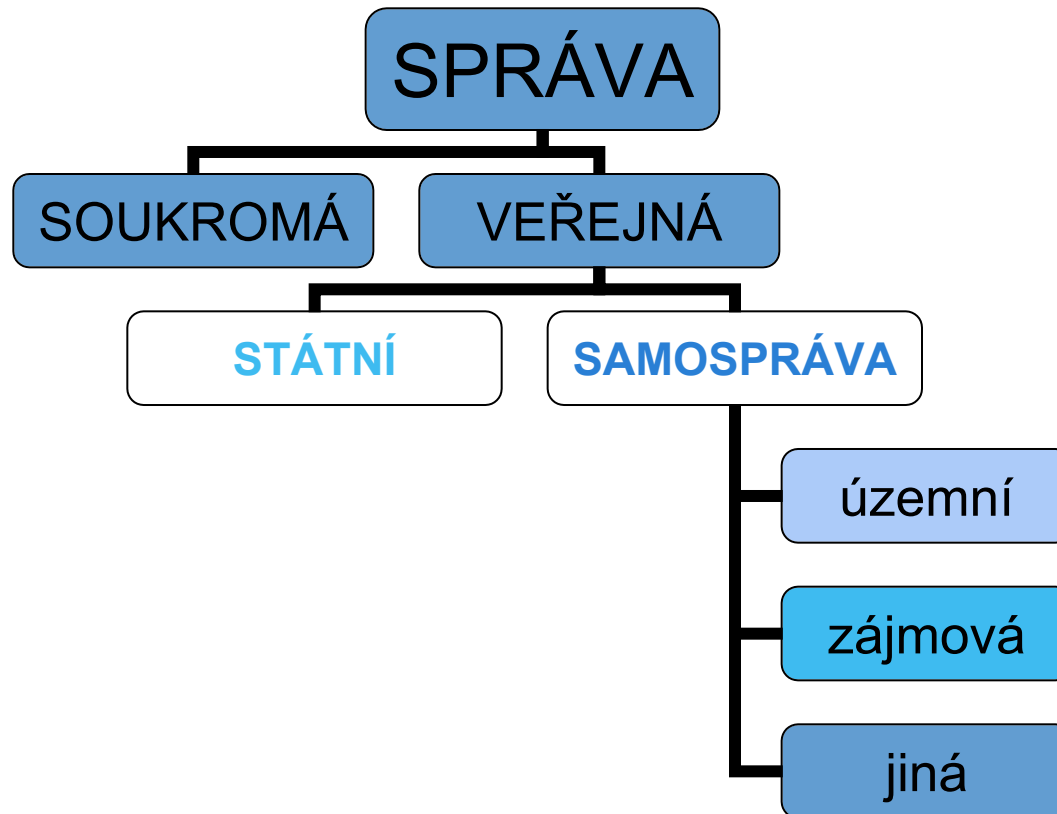 SPRÁVA
SOUKROMÁ
VEŘEJNÁ
STÁTNÍ
SAMOSPRÁVA
územní
zájmová
jiná